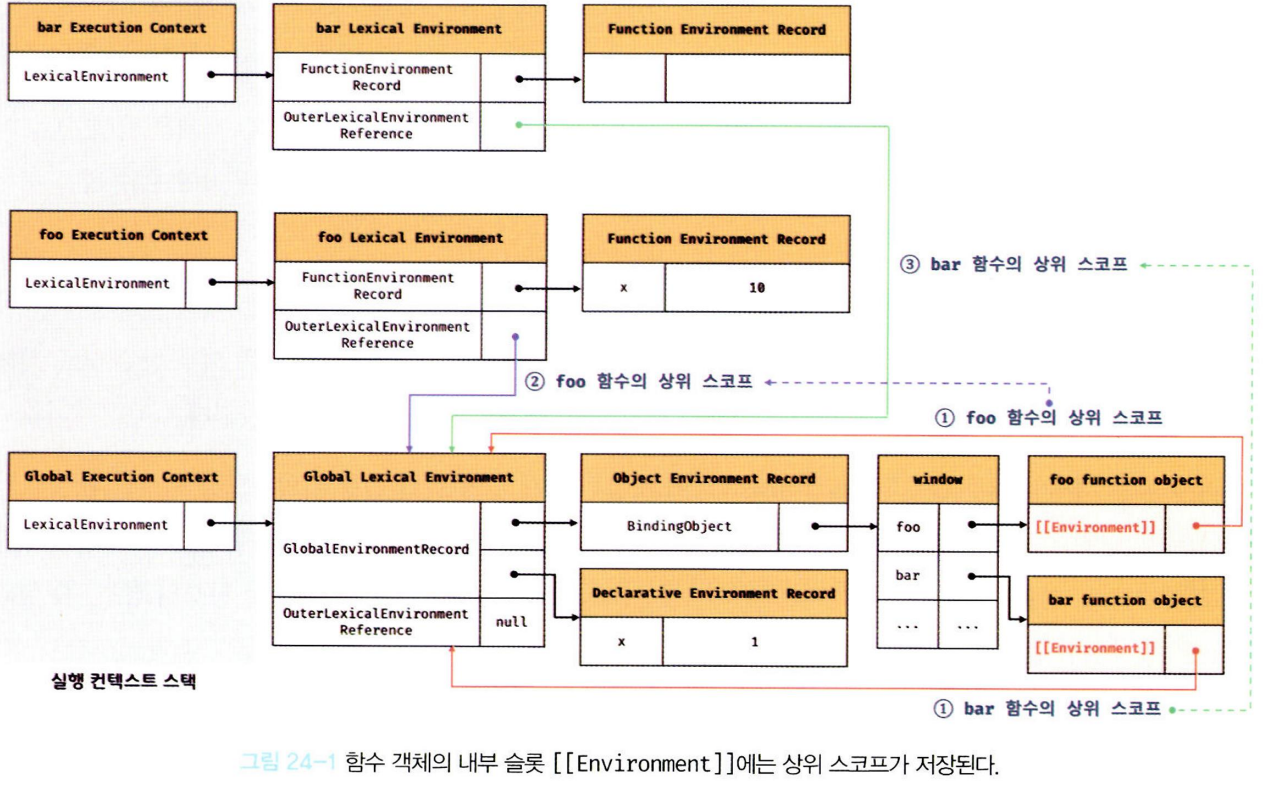 bar Execution Context
LexicalEnvironment
bar Lexical Environment
FunctionEnvironment
Record
OuterLexicalEnvironment
Reference
Function Environment Record
foo Execution Context
LexicalEnvironment
foo Lexical Environment
FunctionEnvironment
Record
OuterLexicalEnvironment
Reference
Function Environment Record
x 10
③ bar 함수의 상위 스코프
② foo 함수의 상위 스코프
① foo 함수의 상위 스코프
Global Execution Context
LexicalEnvironment
Global Lexical Environment
GlobalEnvironmentRecord
OuterLexicalEnvironment
Reference
null
Object Environment Record
BindingObject
Declarative Environment Record
x 1
window
foo
bar
... ...
foo function object
[[Environment]]
bar function object
[[Environment]]
① bar 함수의 상위 스코프
실행 컨텍스트 스택
그림 24-1 함수 객체의 내부 슬롯 [[Environment]]에는 상위 스코프가 저장된다.